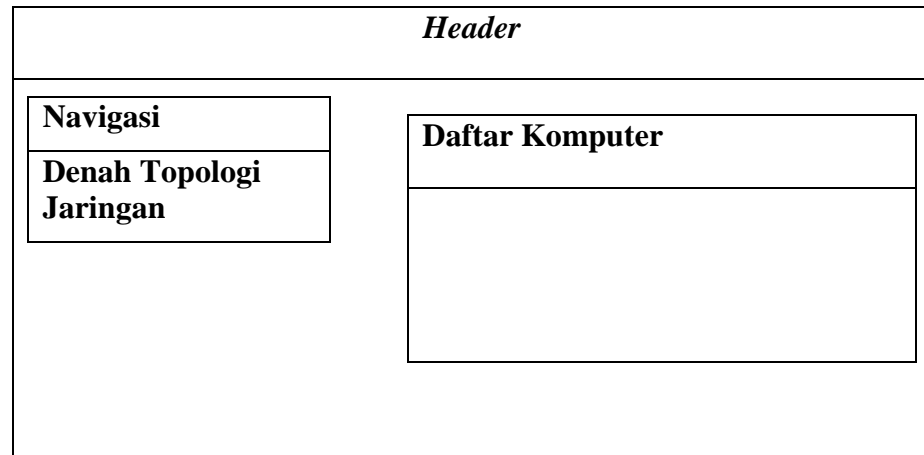 Header
Navigasi
Denah Topologi
Jaringan
Daftar Komputer